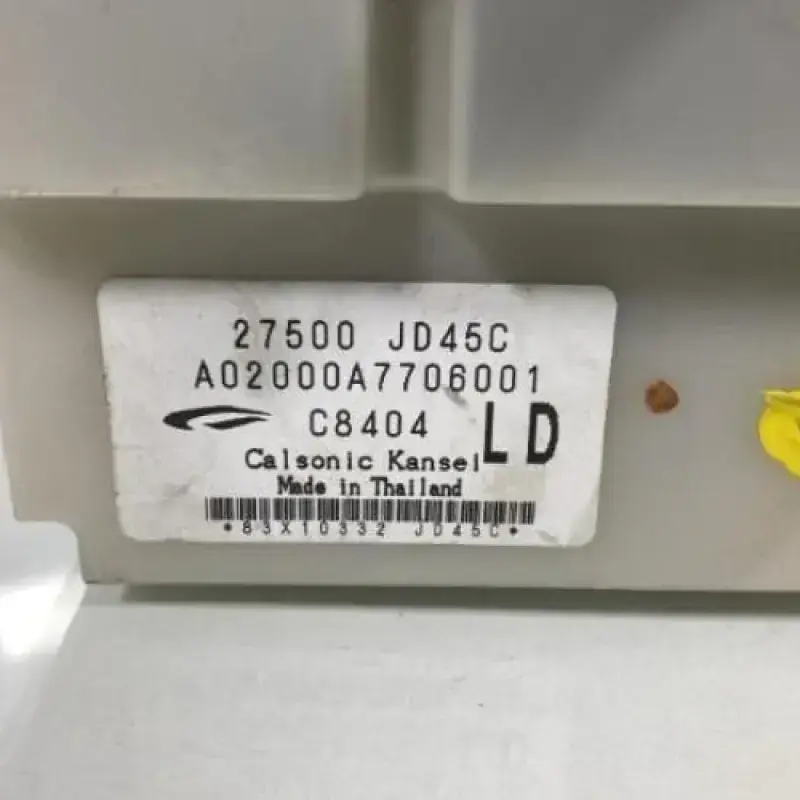 27500 JD45C
A02000A7706001
C8404 LD
Calsonic Kansei
Made in Thailand
*83X10332 JD45C*